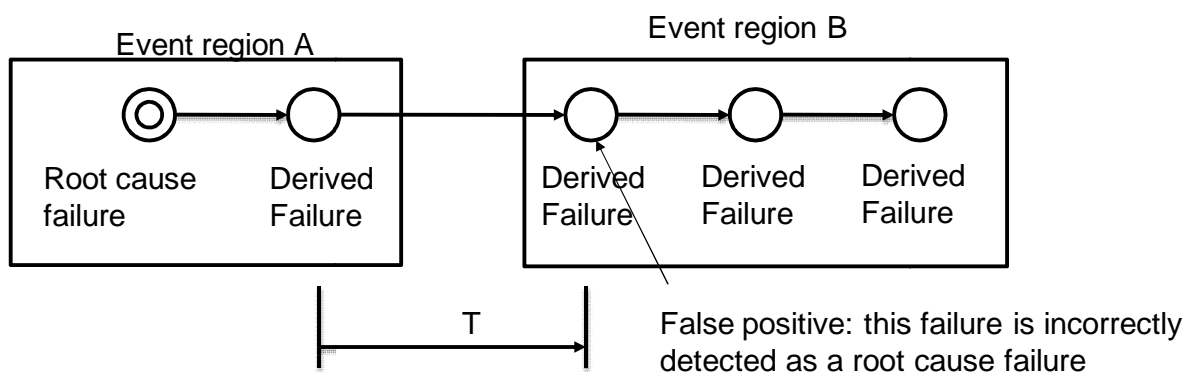 Event region A
Event region B
Root cause
failure
Derived
Failure
Derived
Failure
Derived
Failure
Derived
Failure
T
False positive: this failure is incorrectly
detected as a root cause failure